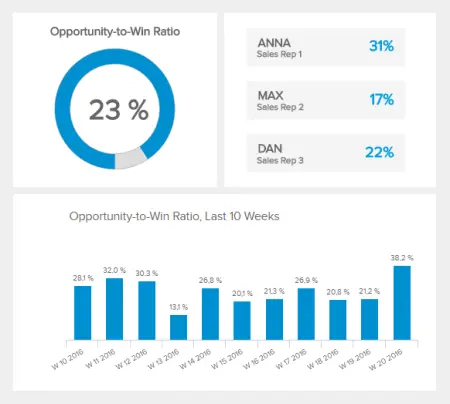 Opportunity-to-Win Ratio
23 %
ANNA
Sales Rep 1
31%
MAX
Sales Rep 2
17%
DAN
Sales Rep 3
22%
Opportunity-to-Win Ratio, Last 10 Weeks
28,1 %
32,0 %
30,3 %
13,1 %
26,8 %
20,1 %
21,3 %
26,9 %
20,8 %
21,2 %
38,2 %
W 10 2016
W 11 2016
W 12 2016
W 13 2016
W 14 2016
W 15 2016
W 16 2016
W 17 2016
W 18 2016
W 19 2016
W 20 2016